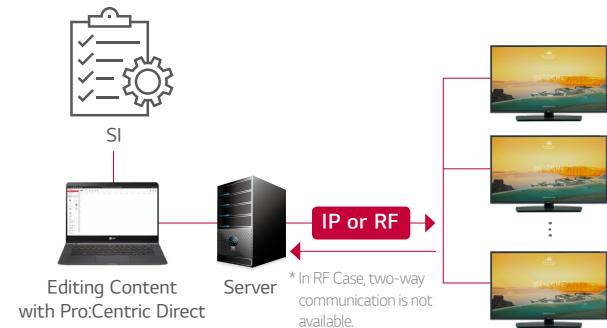 SI
IP or RF
Editing Content
with Pro:Centric Direct
Server
* In RF Case, two-way
communication is not
available.